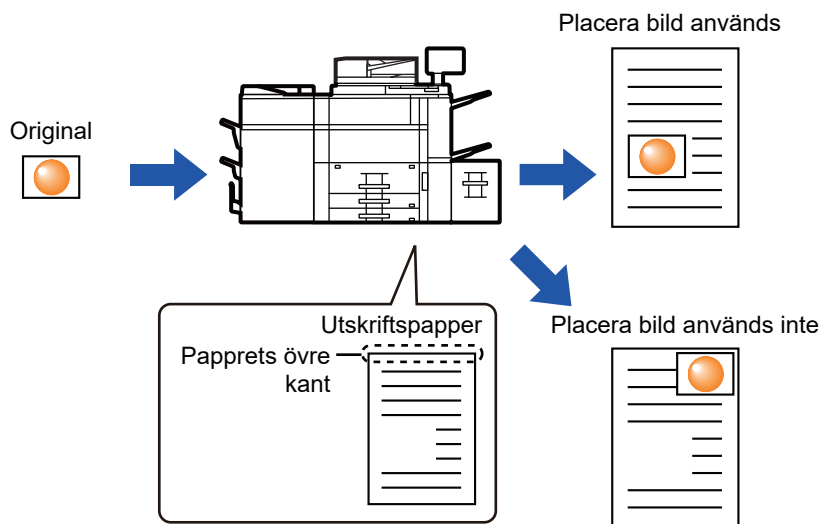 Placera bild används
Original
Utskriftspapper
Papprets övre
kant
Placera bild används inte